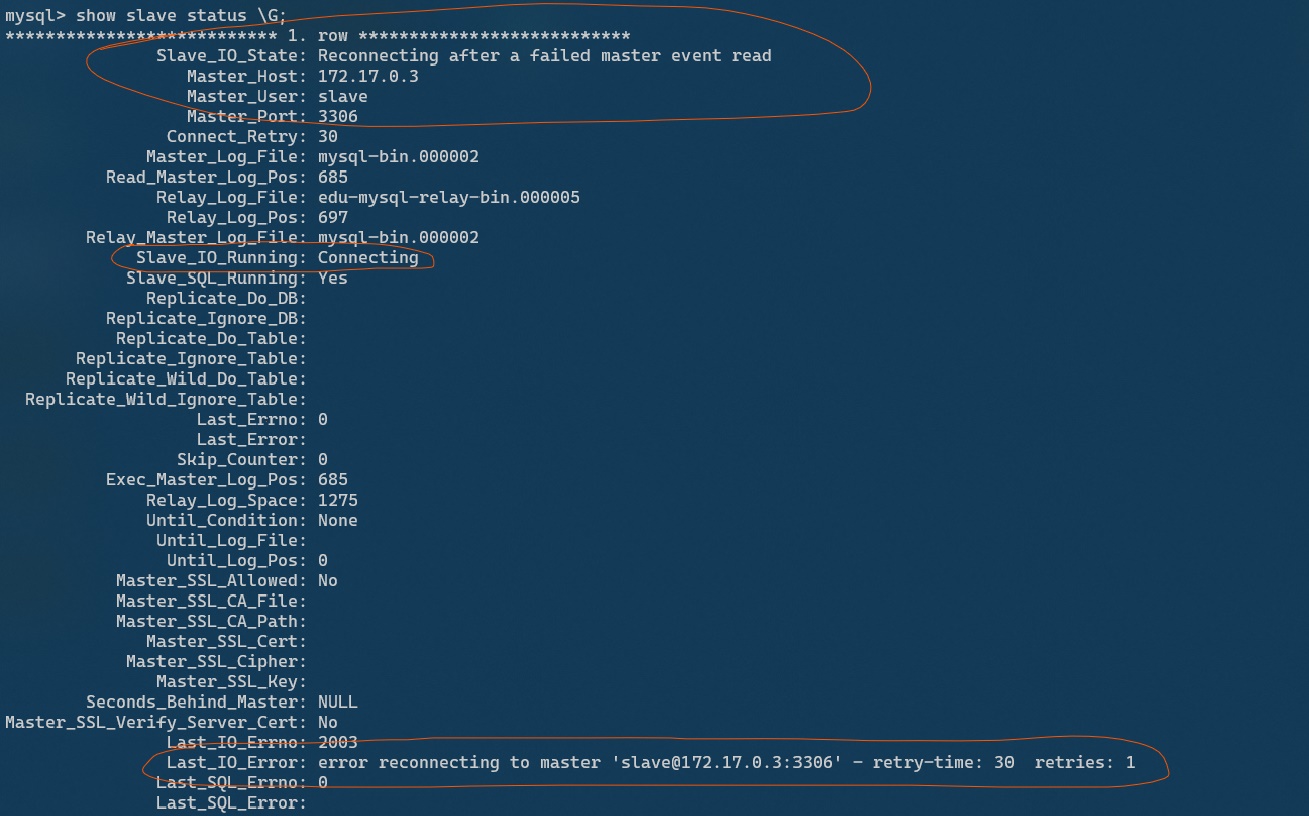 mysql> show slave status \G;
*************************** 1. row ***************************
Slave_IO_State: Reconnecting after a failed master event read
Master_Host: 172.17.0.3
Master_User: slave
Master_Port: 3306
Connect_Retry: 30
Master_Log_File: mysql-bin.000002
Read_Master_Log_Pos: 685
Relay_Log_File: edu-mysql-relay-bin.000005
Relay_Log_Pos: 697
Relay_Master_Log_File: mysql-bin.000002
Slave_IO_Running: Connecting
Slave_SQL_Running: Yes
Replicate_Do_DB:
Replicate_Ignore_DB:
Replicate_Do_Table:
Replicate_Ignore_Table:
Replicate_Wild_Do_Table:
Replicate_Wild_Ignore_Table:
Last_Errno: 0
Last_Error:
Skip_Counter: 0
Exec_Master_Log_Pos: 685
Relay_Log_Space: 1275
Until_Condition: None
Until_Log_File:
Until_Log_Pos: 0
Master_SSL_Allowed: No
Master_SSL_CA_File:
Master_SSL_CA_Path:
Master_SSL_Cert:
Master_SSL_Cipher:
Master_SSL_Key:
Seconds_Behind_Master: NULL
Master_SSL_Verify_Server_Cert: No
Last_IO_Errno: 2003
Last_IO_Error: error reconnecting to master 'slave@172.17.0.3:3306' - retry-time: 30  retries: 1
Last_SQL_Errno: 0
Last_SQL_Error: